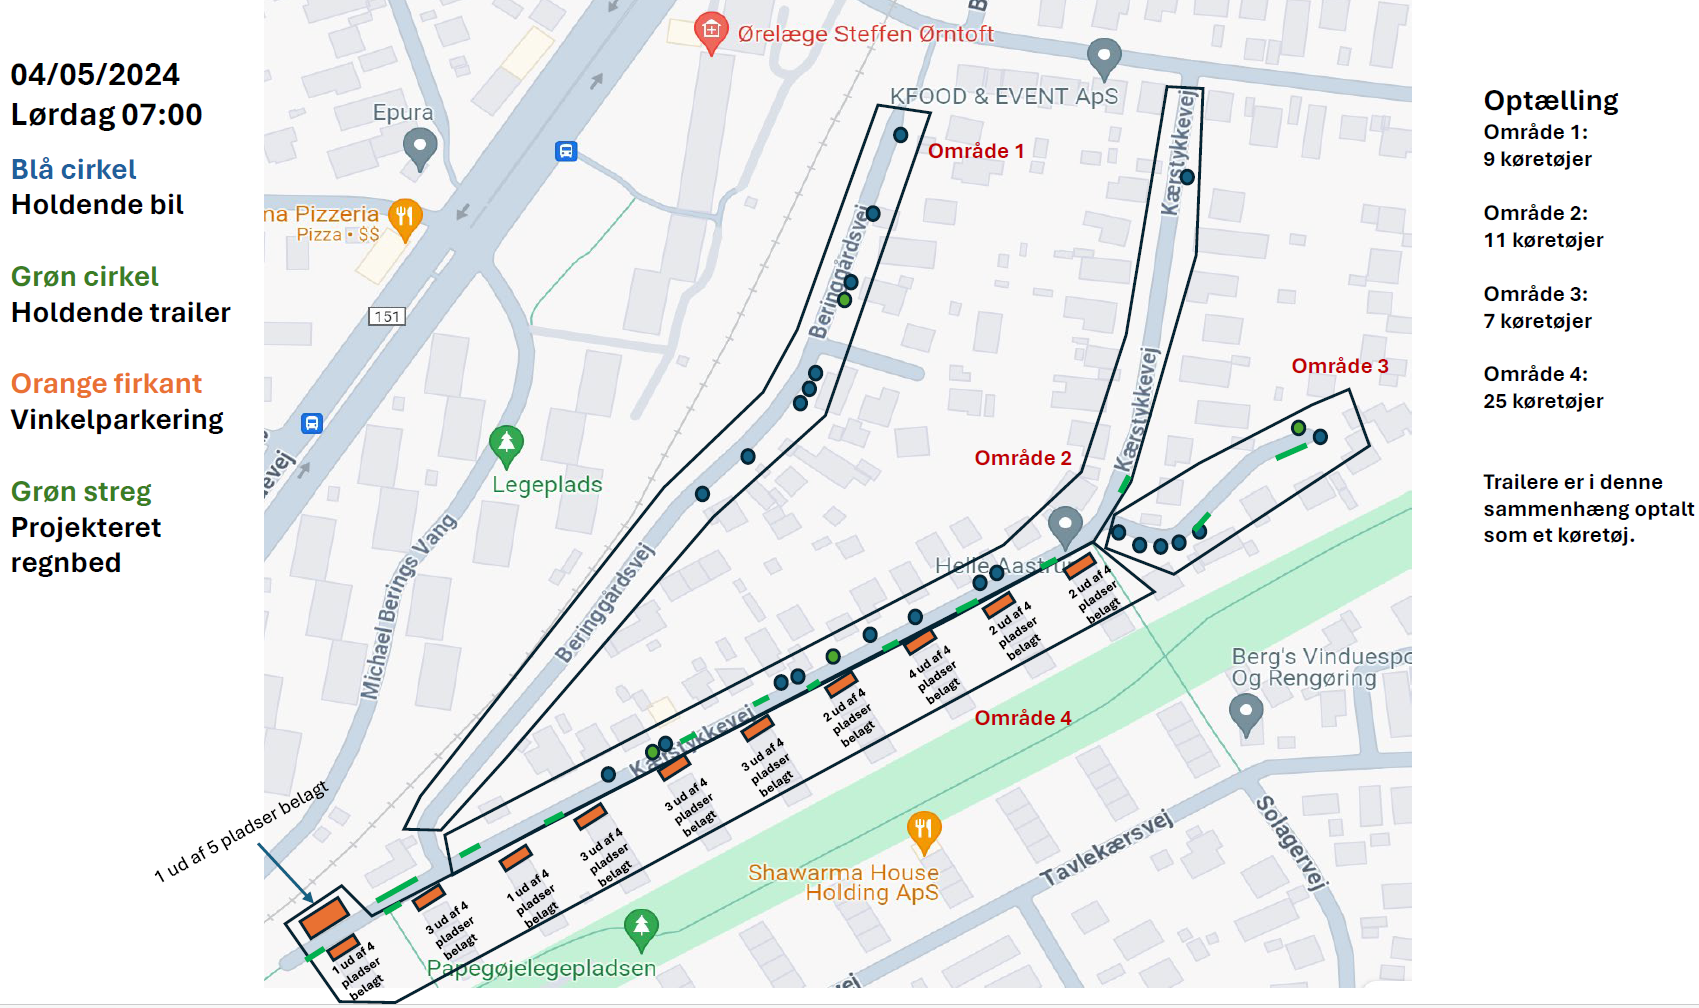 04/05/2024
Lørdag 07:00
Blå cirkel
Holdende bil
Grøn cirkel
Holdende trailer
Orange firkant
Vinkelparkering
Grøn streg
Projekteret
regnbed
Ørelæge Steffen Ørntoft
B
KFOOD & EVENT ApS
Epura
Område 1
Kærstykkevej
na Pizzeria
Pizza • $$
Beringgårdsvej
151
Område 3
Kærstykkevej
evej
Legeplads
Område 2
Michael Berings Vang
Beringgårdsvej
Helle Aastru
2 ud af 4
pladser
belagt
2 ud af 4
pladser
belagt
4 ud af 4
pladser
belagt
2 ud af 4
pladser
belagt
3 ud af 4
pladser
belagt
3 ud af 4
pladser
belagt
3 ud af 4
pladser
belagt
1 ud af 4
pladser
belagt
3 ud af 4
pladser
belagt
1 ud af 4
pladser
belagt
Område 4
Kærstykkevej
1 ud af 5 pladser belagt
Berg's Vinduespo
Og Rengøring
Shawarma House
Holding ApS
Tavlekærsvej
Solagervej
Papegøjelegepladsen
vej
Optælling
Område 1:
9 køretøjer
Område 2:
11 køretøjer
Område 3:
7 køretøjer
Område 4:
25 køretøjer
Trailere er i denne
sammenhæng optalt
som et køretøj.